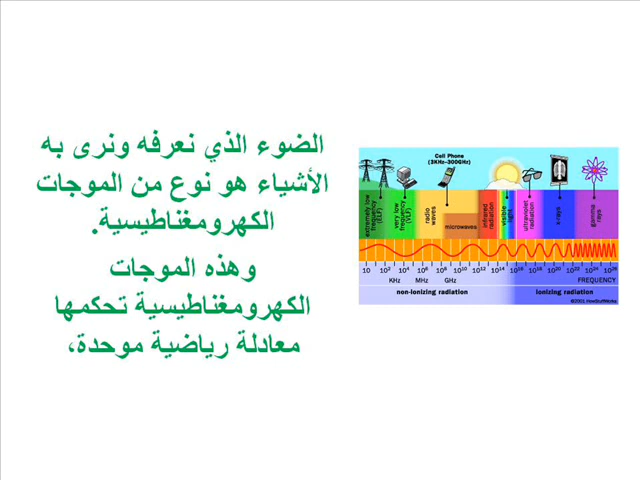 الضوء الذي نعرفه ونرى به
الأشياء هو نوع من الموجات
الكهرومغناطيسية.
وهذه الموجات
الكهرومغناطيسية تحكمها
معادلة رياضية موحدة،
Cell Phone
(3KHz-300GHz)
extremely low
frequency
(ELF)
very low
frequency
(VLF)
radio
waves
microwaves
infrared
radiation
visible
light
ultraviolet
radiation
x-rays
gamma
rays
10 10² 10⁴ 10⁶ 10⁸ 10¹⁰ 10¹² 10¹⁴ 10¹⁶ 10¹⁸ 10²⁰ 10²² 10²⁴ 10²⁶
KHz MHz GHz FREQUENCY
non-ionizing radiation ionizing radiation
©2001 HowStuffWorks